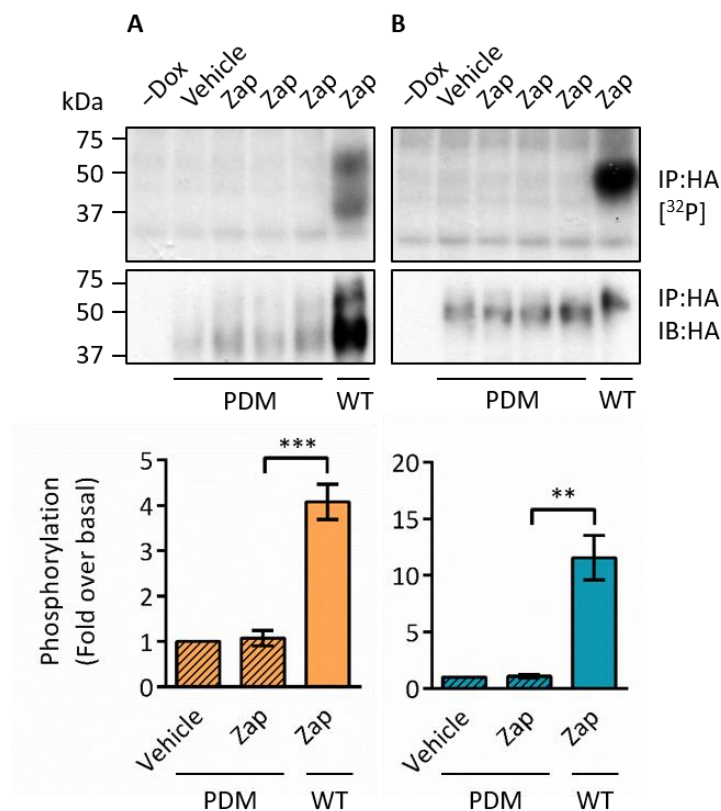 A B
–Dox Vehicle Zap Zap Zap Zap –Dox Vehicle Zap Zap Zap Zap
kDa
75
50
37
IP:HA
[³²P]
75
50
37
IP:HA
IB:HA
PDM WT PDM WT
Phosphorylation
(Fold over basal)
5
4
3
2
1
0
***
Vehicle Zap Zap
PDM WT
20
15
10
5
0
**
Vehicle Zap Zap
PDM WT